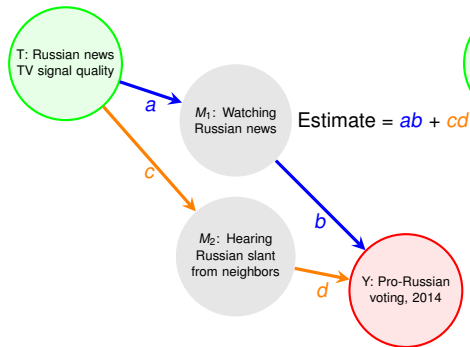 T: Russian news
TV signal quality
a
M₁: Watching
Russian news
Estimate = ab + cd
c
b
M₂: Hearing
Russian slant
from neighbors
d
Y: Pro-Russian
voting, 2014